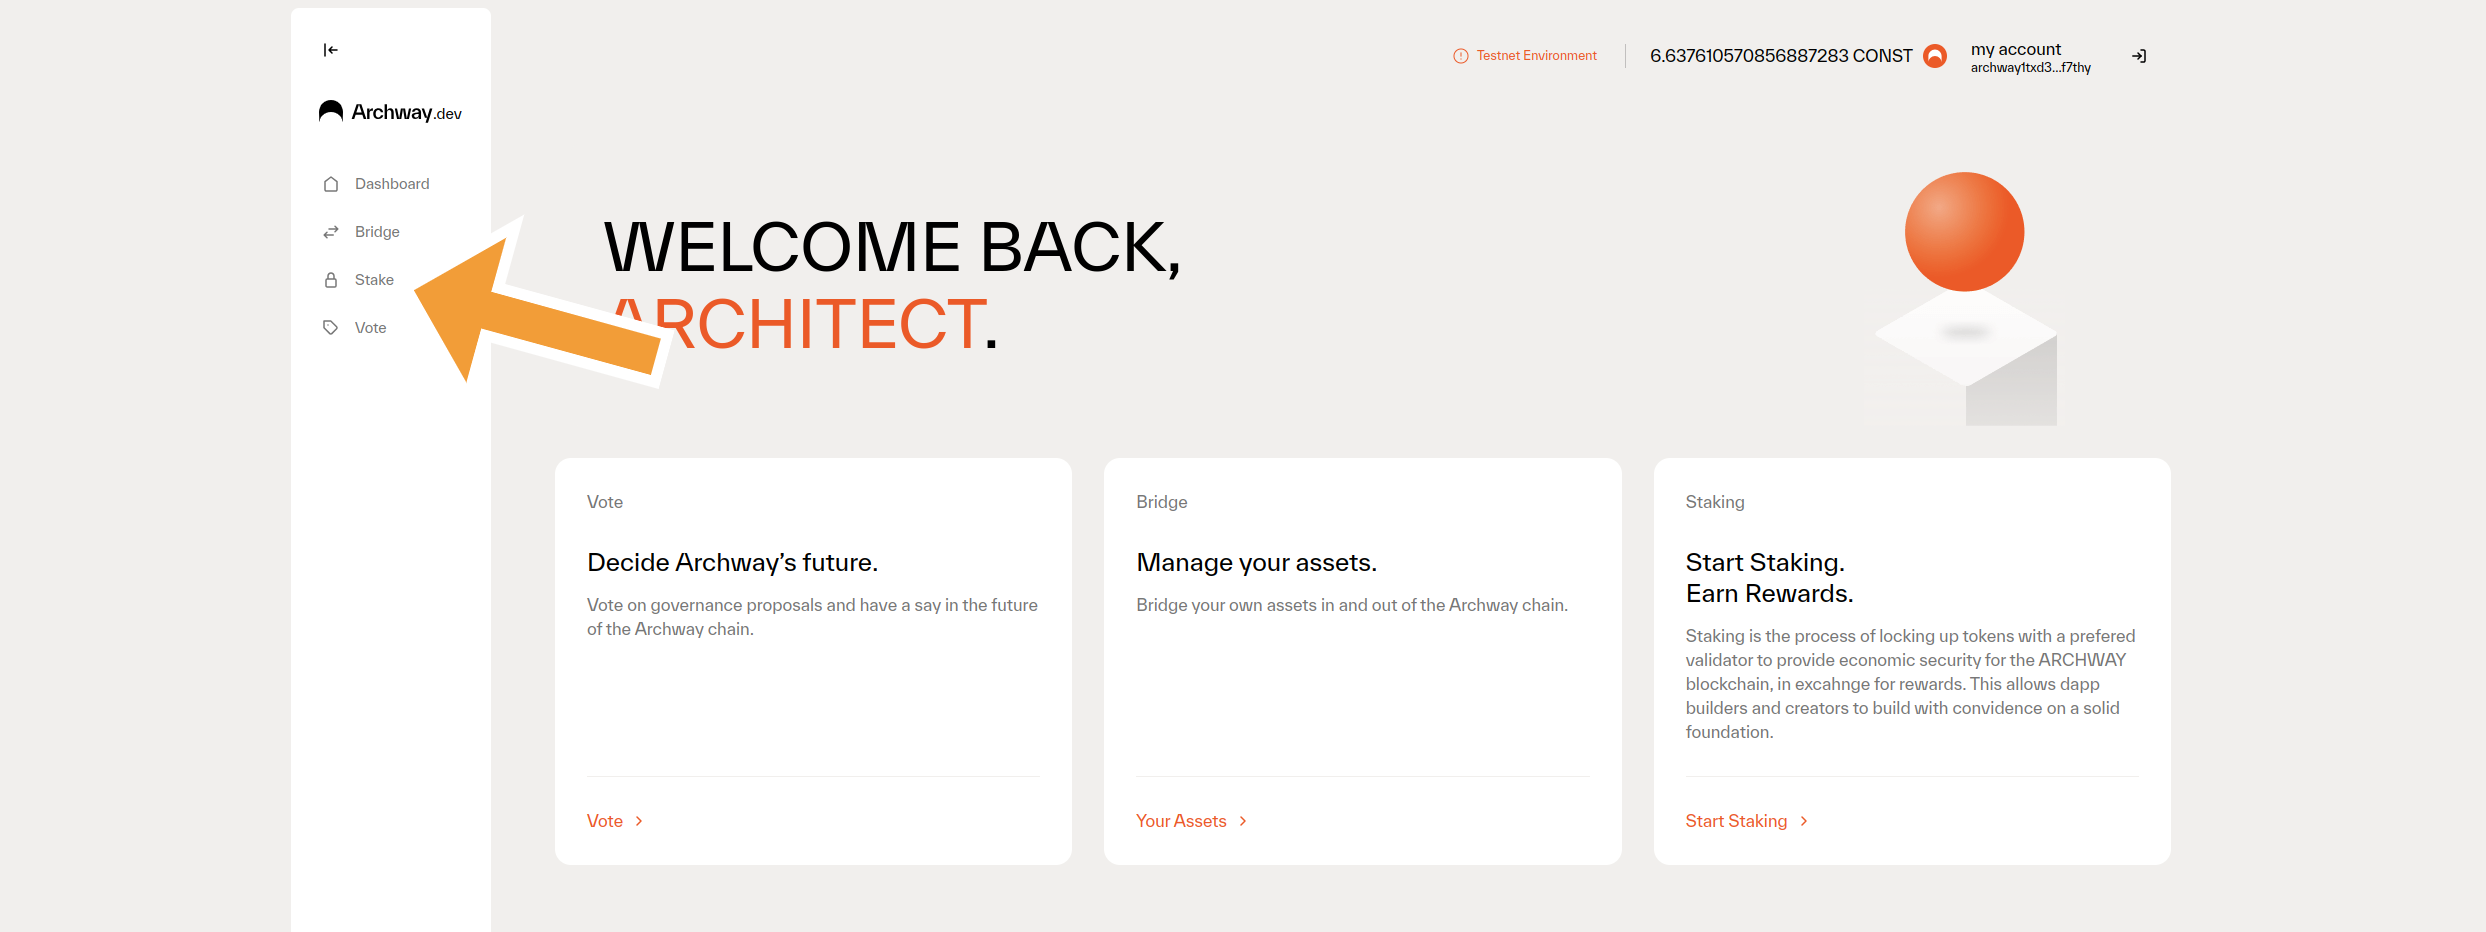 Archway.dev
Dashboard
Bridge
Stake
Vote
Testnet Environment
6.637610570856887283 CONST
my account
archway1txd3...f7thy
WELCOME BACK,
ARCHITECT.
Vote
Decide Archway's future.
Vote on governance proposals and have a say in the future
of the Archway chain.
Vote
Bridge
Manage your assets.
Bridge your own assets in and out of the Archway chain.
Your Assets
Staking
Start Staking.
Earn Rewards.
Staking is the process of locking up tokens with a prefered
validator to provide economic security for the ARCHWAY
blockchain, in excahnge for rewards. This allows dapp
builders and creators to build with convidence on a solid
foundation.
Start Staking